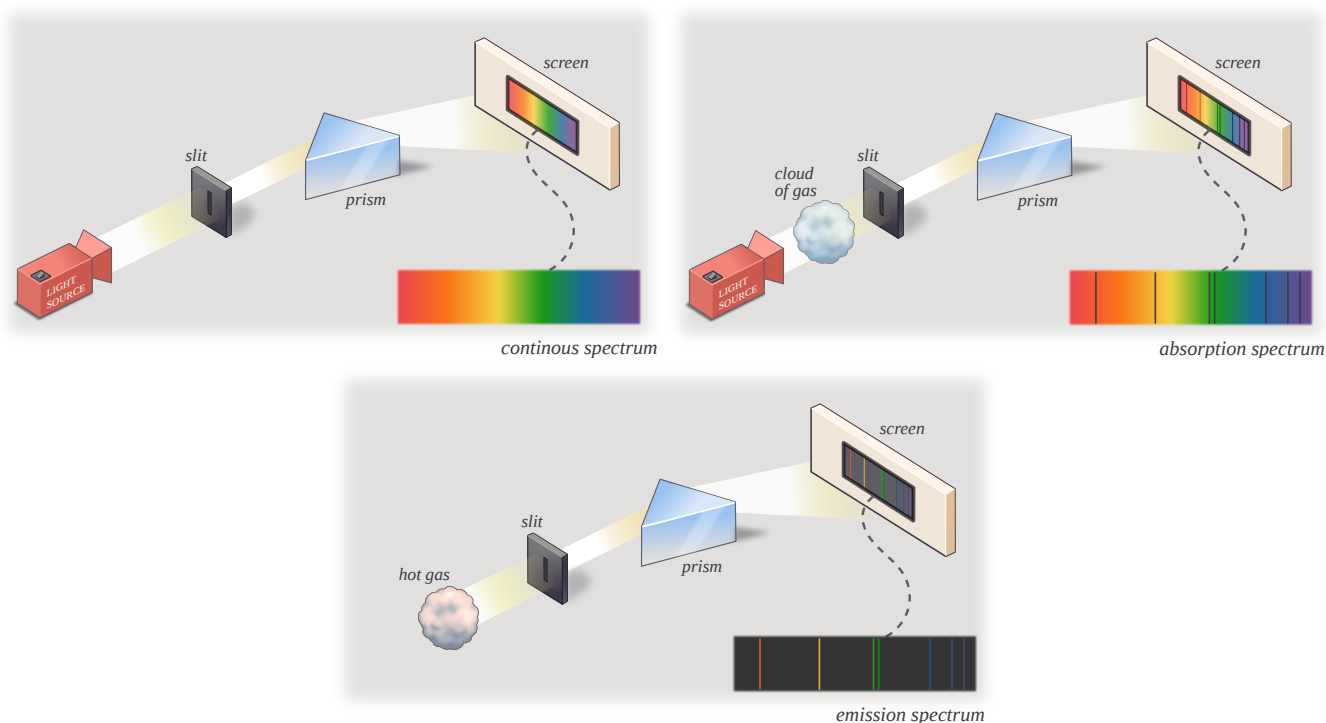 screen
slit
prism
LIGHT
SOURCE
continous spectrum
screen
slit
cloud
of gas
prism
LIGHT
SOURCE
absorption spectrum
screen
slit
hot gas
prism
emission spectrum